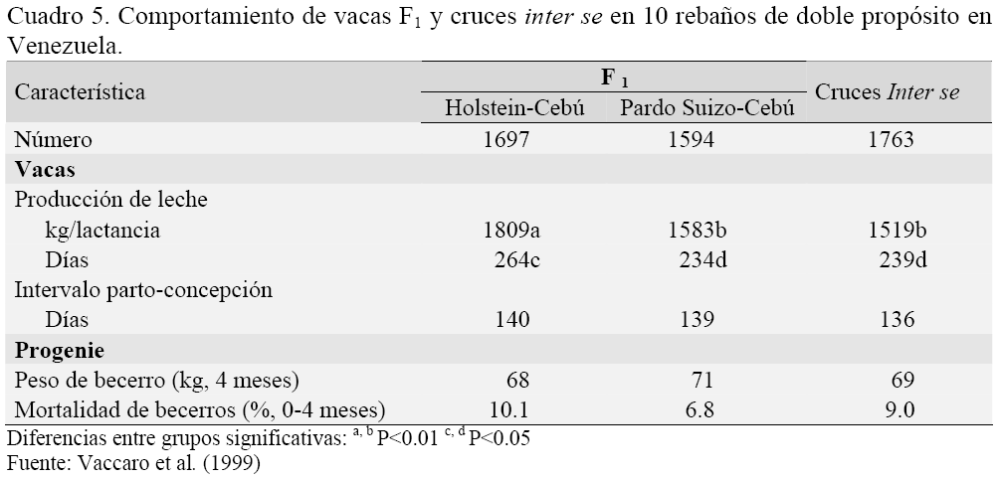 Cuadro 5. Comportamiento de vacas F1 y cruces inter se en 10 rebaños de doble propósito en
Venezuela.
Característica F 1 Cruces Inter se
Holstein-Cebú Pardo Suizo-Cebú
Número 1697 1594 1763
Vacas
Producción de leche
kg/lactancia 1809a 1583b 1519b
Días 264c 234d 239d
Intervalo parto-concepción
Días 140 139 136
Progenie
Peso de becerro (kg, 4 meses) 68 71 69
Mortalidad de becerros (%, 0-4 meses) 10.1 6.8 9.0
Diferencias entre grupos significativas: a, b P<0.01 c, d P<0.05
Fuente: Vaccaro et al. (1999)